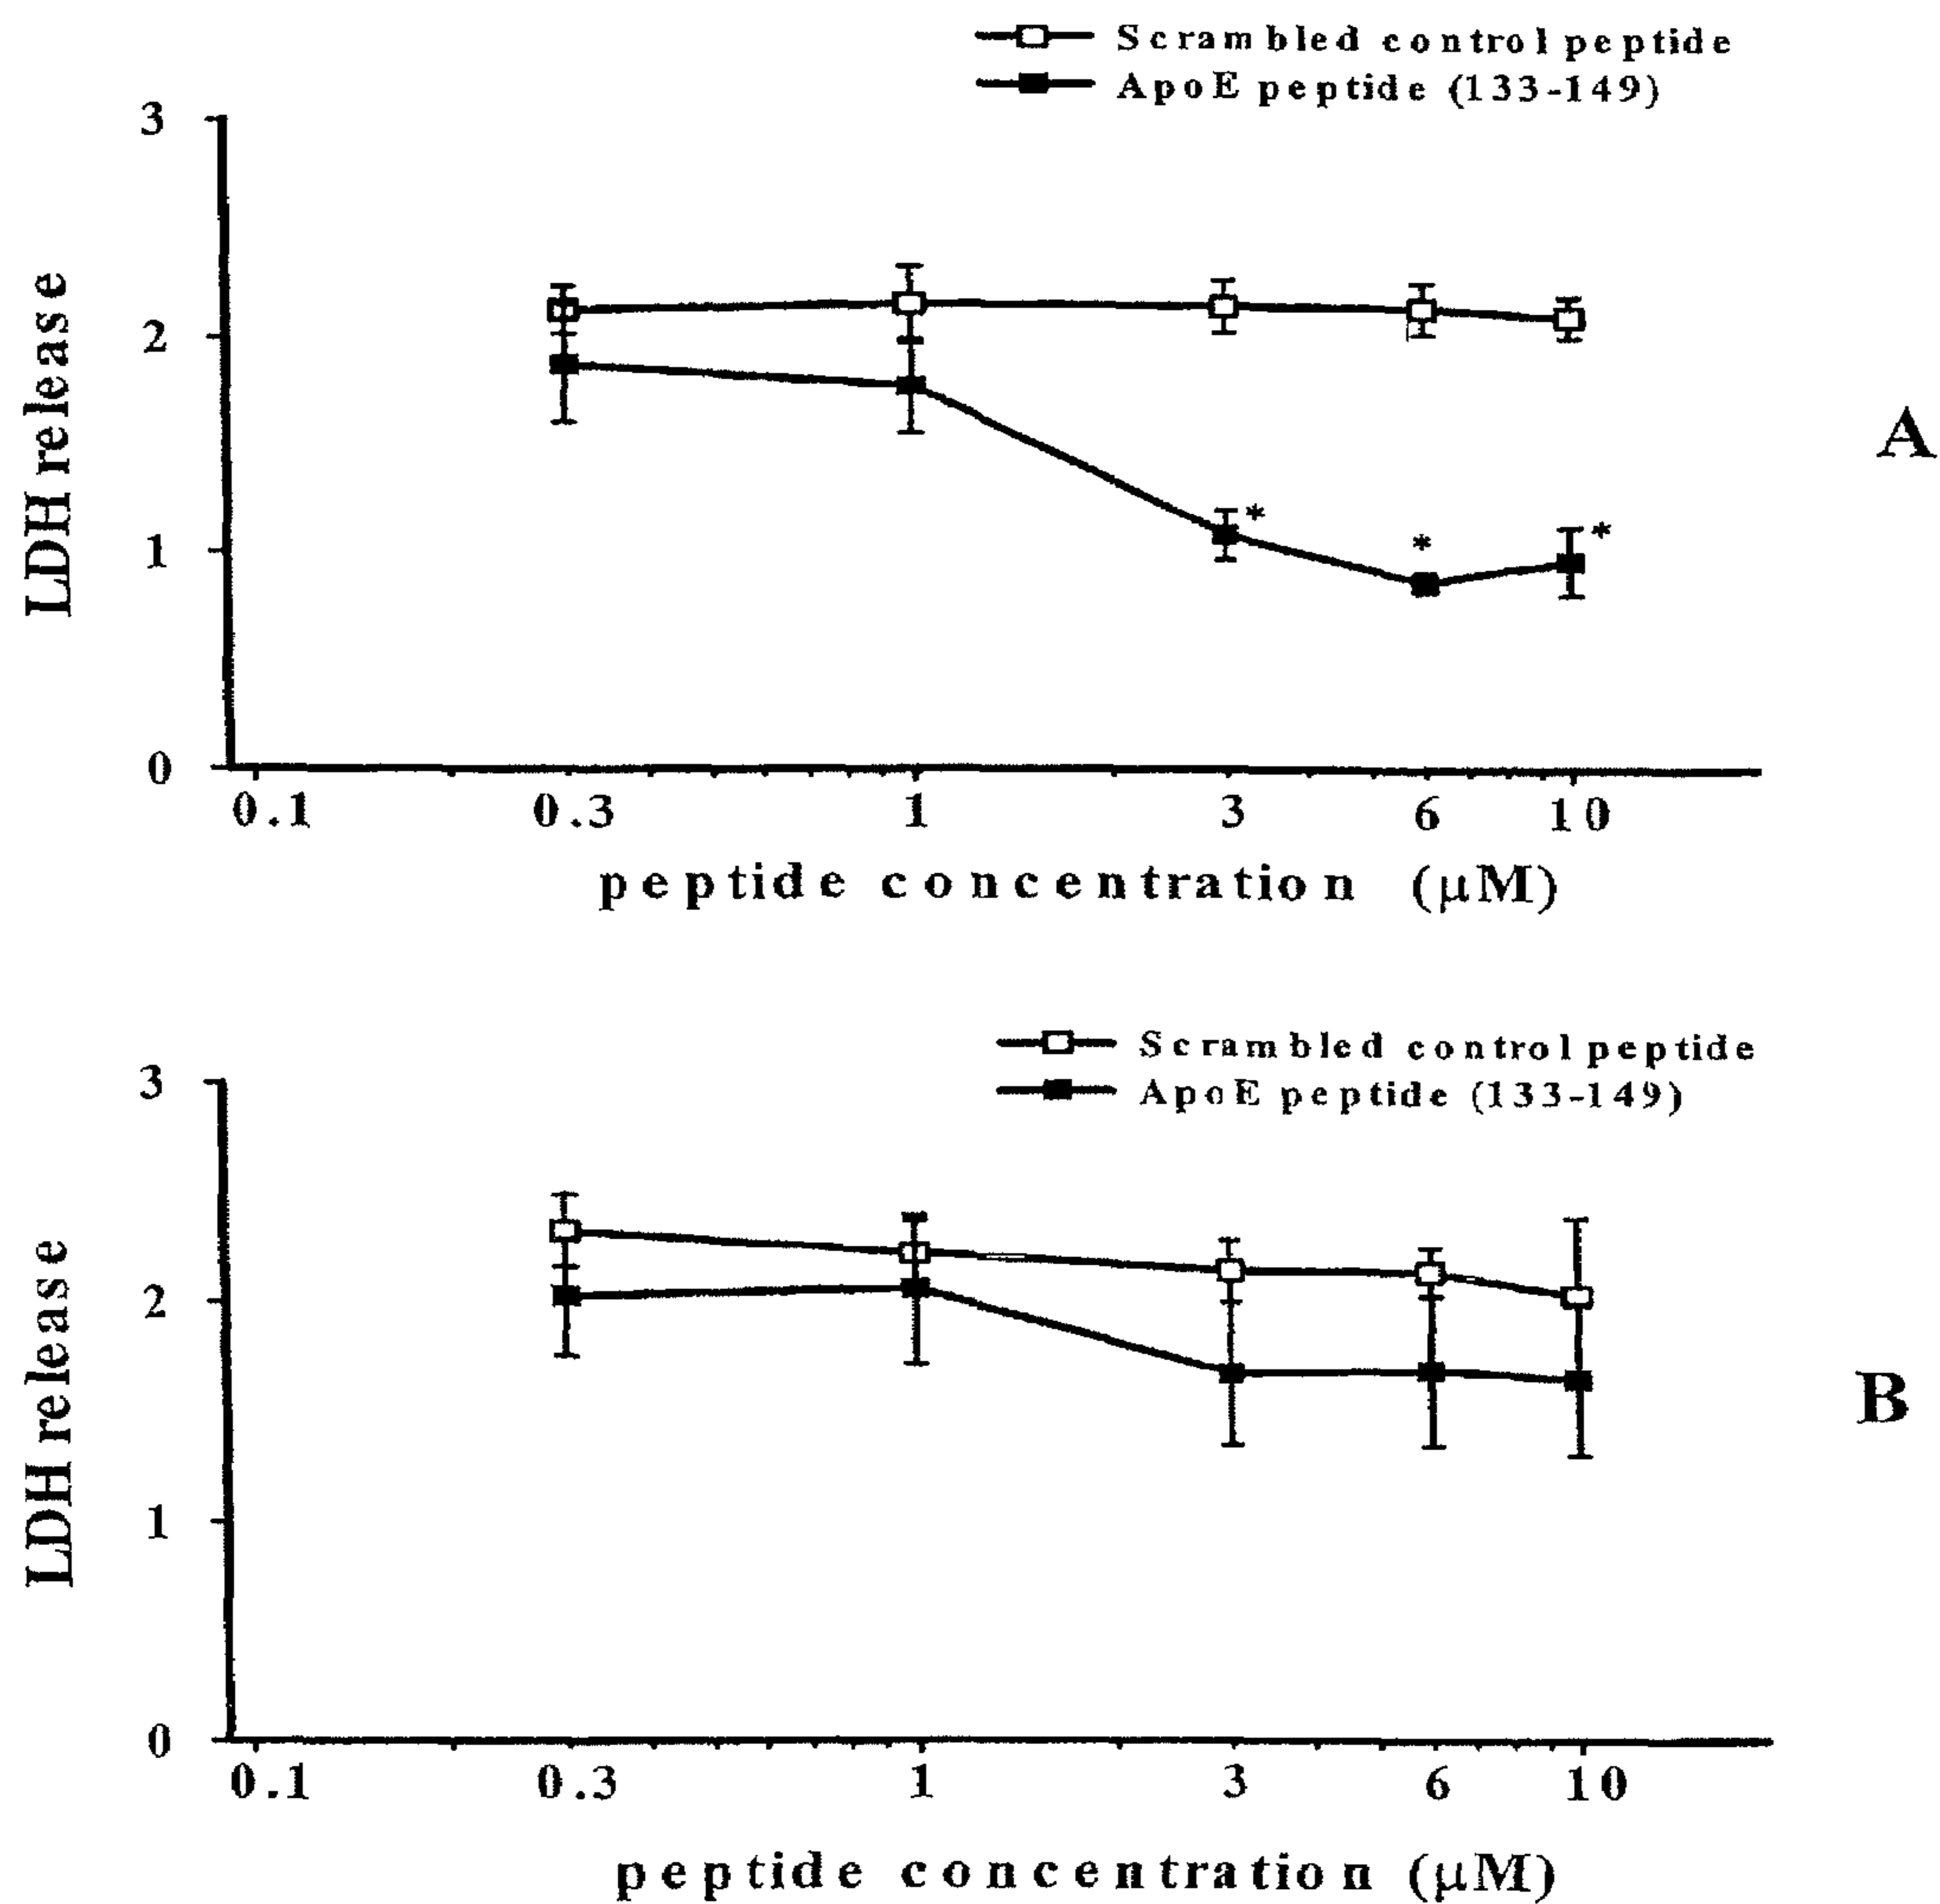 Scrambled control peptide
ApoE peptide (133-149)
3
2
1
0
LDH release
*
*
*
A
0.1 0.3 1 3 6 10
peptide concentration (μM)
Scrambled control peptide
ApoE peptide (133-149)
3
2
1
0
LDH release
B
0.1 0.3 1 3 6 10
peptide concentration (μM)